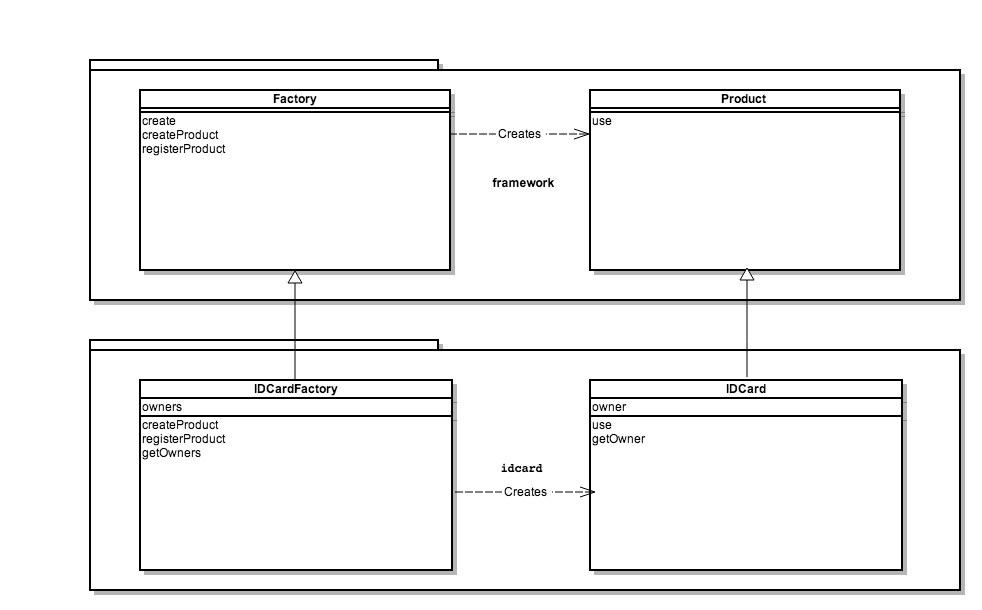 Factory
create
createProduct
registerProduct
Creates
Product
use
framework
IDCardFactory
owners
createProduct
registerProduct
getOwners
idcard
Creates
IDCard
owner
use
getOwner